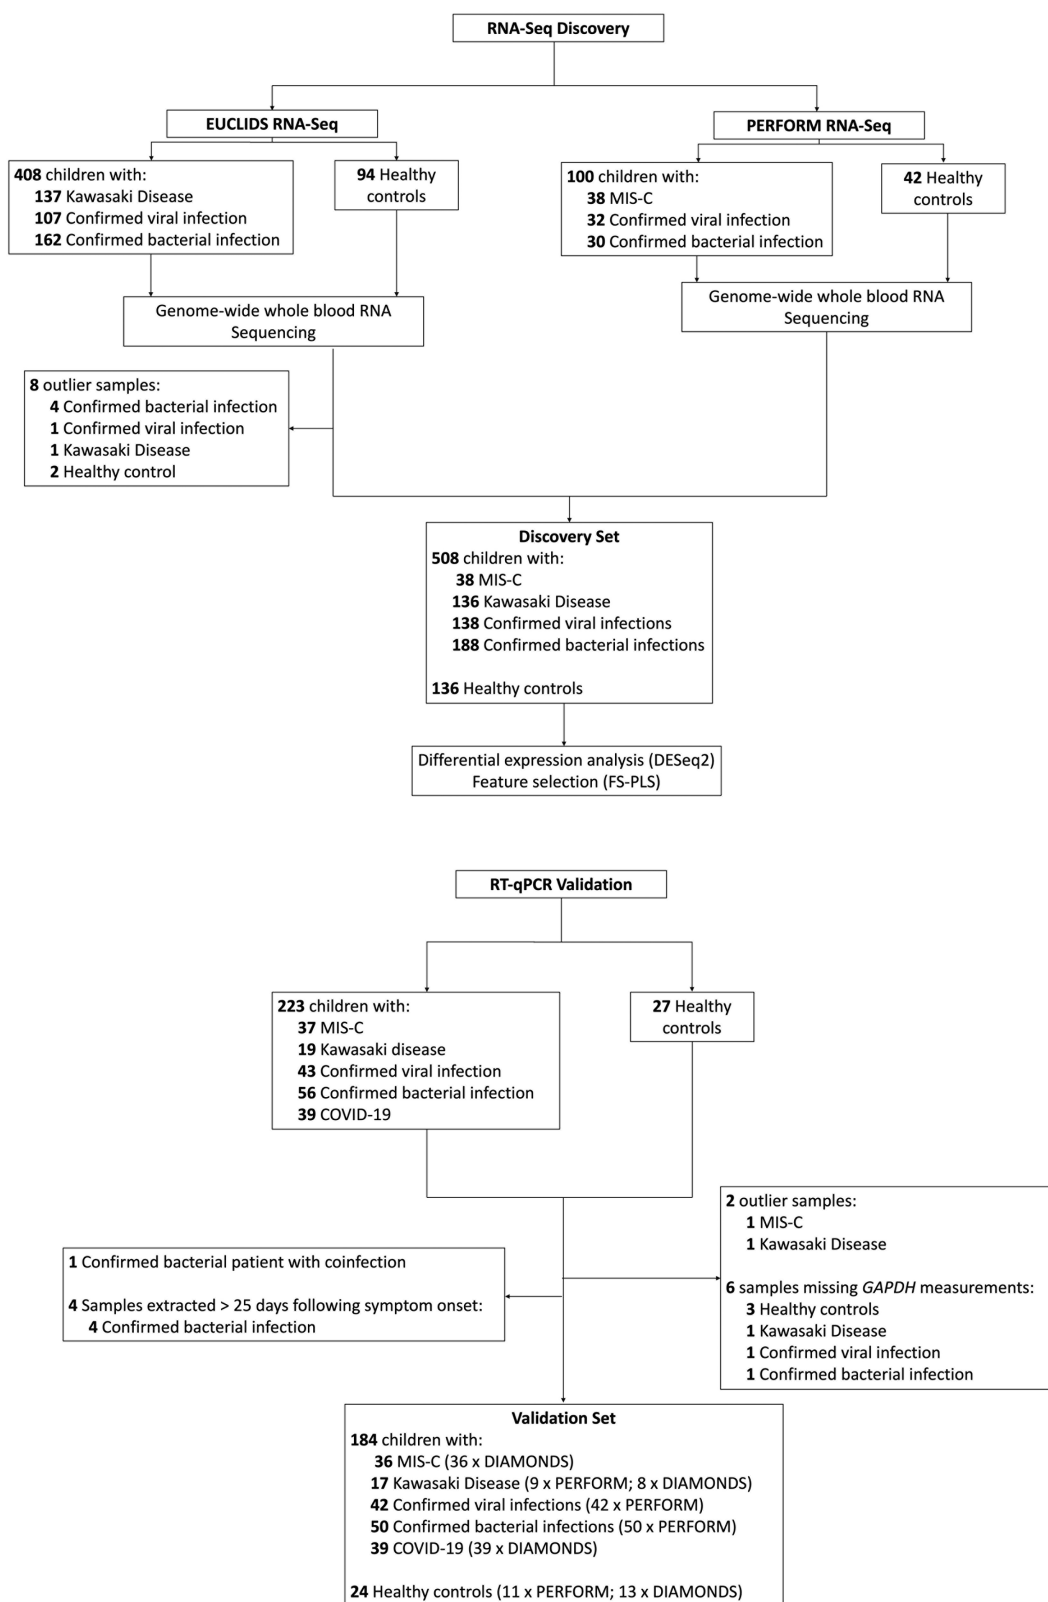 RNA-Seq Discovery
EUCLIDS RNA-Seq
PERFORM RNA-Seq
408 children with:
137 Kawasaki Disease
107 Confirmed viral infection
162 Confirmed bacterial infection
94 Healthy
controls
100 children with:
38 MIS-C
32 Confirmed viral infection
30 Confirmed bacterial infection
42 Healthy
controls
Genome-wide whole blood RNA
Sequencing
Genome-wide whole blood RNA
Sequencing
8 outlier samples:
4 Confirmed bacterial infection
1 Confirmed viral infection
1 Kawasaki Disease
2 Healthy control
Discovery Set
508 children with:
38 MIS-C
136 Kawasaki Disease
138 Confirmed viral infections
188 Confirmed bacterial infections
136 Healthy controls
Differential expression analysis (DESeq2)
Feature selection (FS-PLS)
RT-qPCR Validation
223 children with:
37 MIS-C
19 Kawasaki disease
43 Confirmed viral infection
56 Confirmed bacterial infection
39 COVID-19
27 Healthy
controls
2 outlier samples:
1 MIS-C
1 Kawasaki Disease
6 samples missing GAPDH measurements:
3 Healthy controls
1 Kawasaki Disease
1 Confirmed viral infection
1 Confirmed bacterial infection
1 Confirmed bacterial patient with coinfection
4 Samples extracted > 25 days following symptom onset:
4 Confirmed bacterial infection
Validation Set
184 children with:
36 MIS-C (36 x DIAMONDS)
17 Kawasaki Disease (9 x PERFORM; 8 x DIAMONDS)
42 Confirmed viral infections (42 x PERFORM)
50 Confirmed bacterial infections (50 x PERFORM)
39 COVID-19 (39 x DIAMONDS)
24 Healthy controls (11 x PERFORM; 13 x DIAMONDS)